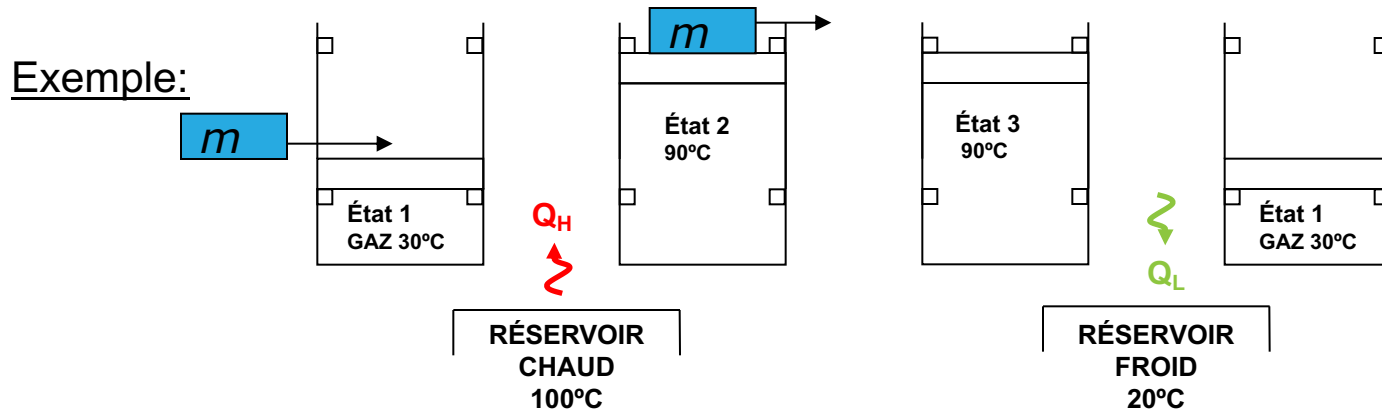 Exemple:
m
État 1
GAZ 30ºC
QH
m
État 2
90ºC
RÉSERVOIR
CHAUD
100ºC
État 3
90ºC
QL
État 1
GAZ 30ºC
RÉSERVOIR
FROID
20ºC